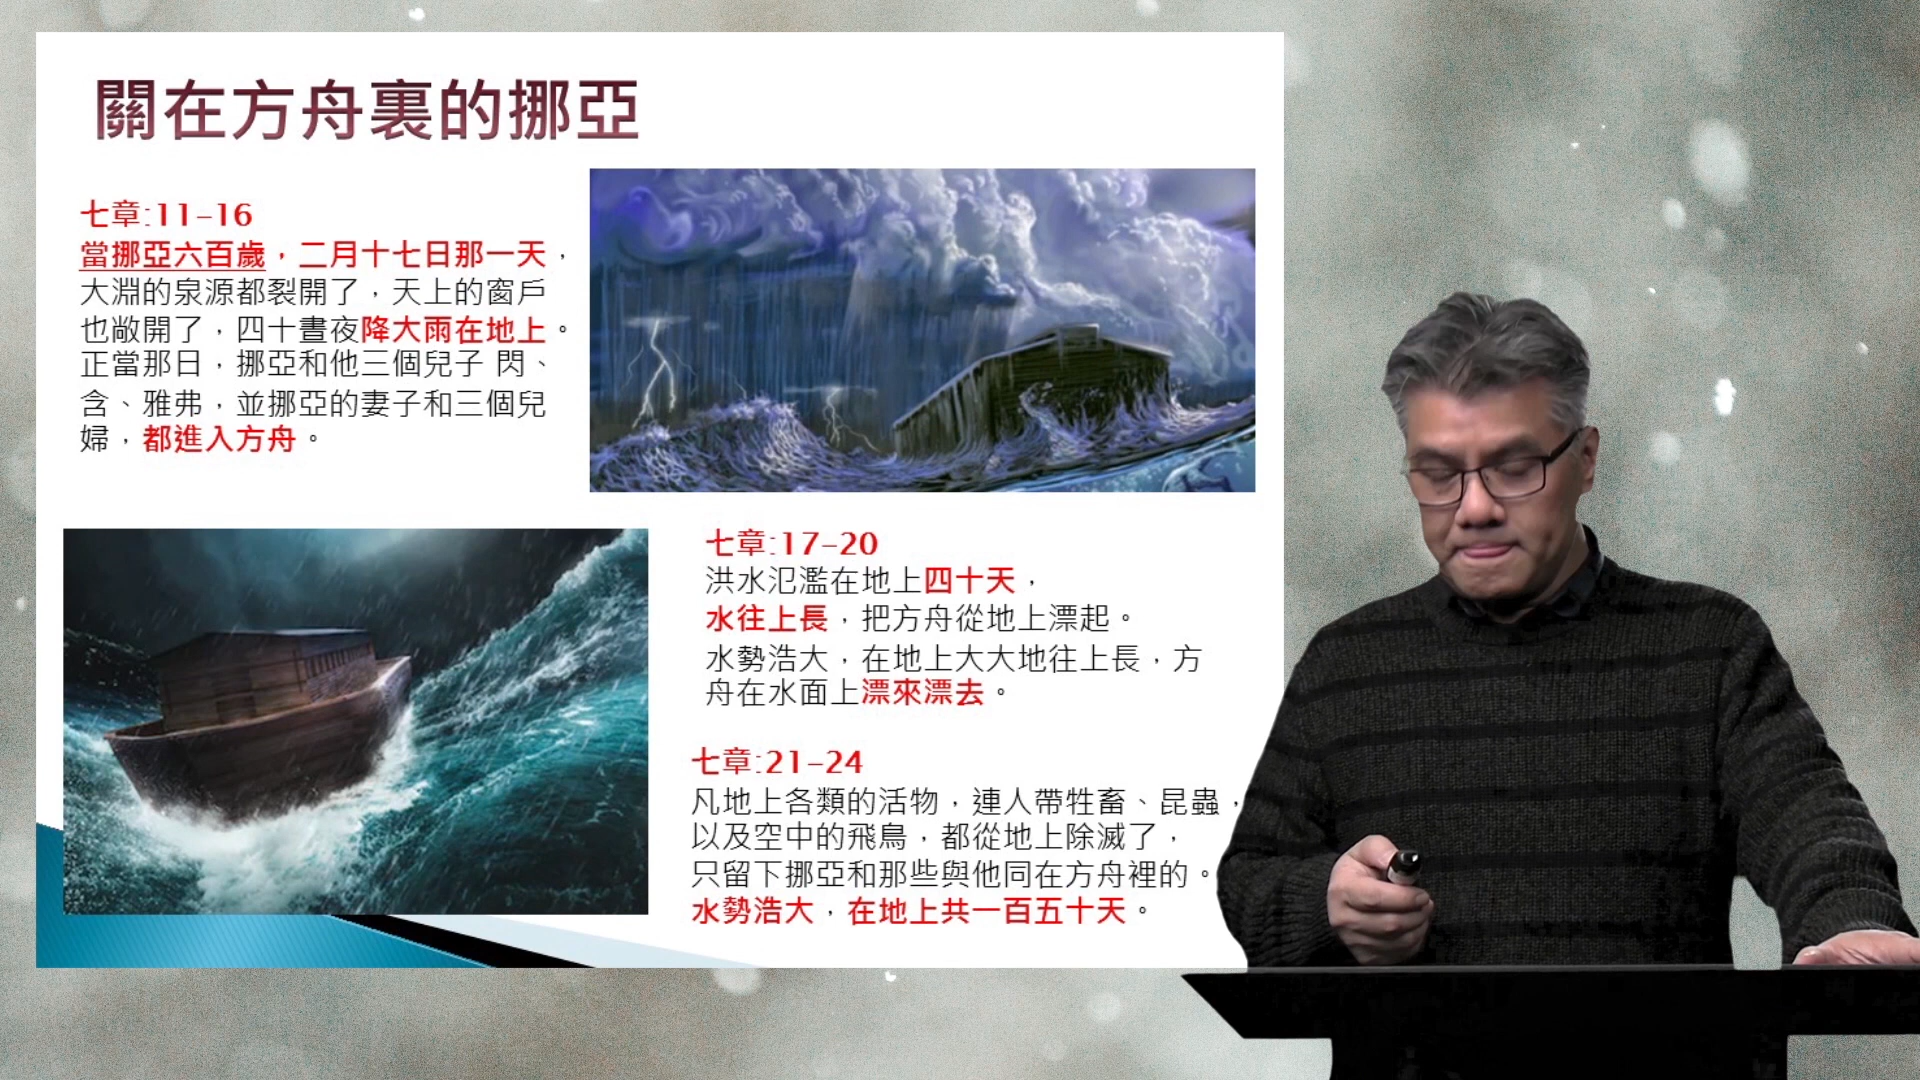 關在方舟裏的挪亞
七章:11-16
當挪亞六百歲，二月十七日那一天，
大淵的泉源都裂開了，天上的窗戶
也敞開了，四十晝夜降大雨在地上。
正當那日，挪亞和他三個兒子 閃、
含、雅弗，並挪亞的妻子和三個兒
婦，都進入方舟。
七章:17-20
洪水氾濫在地上四十天，
水往上長，把方舟從地上漂起。
水勢浩大，在地上大大地往上長，方
舟在水面上漂來漂去。
七章:21-24
凡地上各類的活物，連人帶牲畜、昆蟲，
以及空中的飛鳥，都從地上除滅了，
只留下挪亞和那些與他同在方舟裡的。
水勢浩大，在地上共一百五十天。